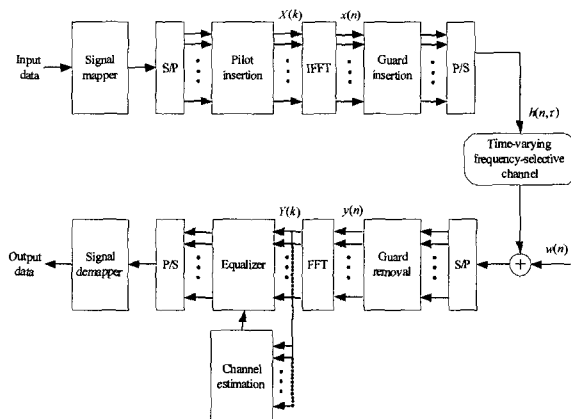 X(k)
x(n)
Input
data
Signal
mapper
S/P
Pilot
insertion
IFFT
Guard
insertion
P/S
h(n,τ)
Time-varying
frequency-selective
channel
Y(k)
y(n)
w(n)
Output
data
Signal
demapper
P/S
Equalizer
FFT
Guard
removal
S/P
+
Channel
estimation